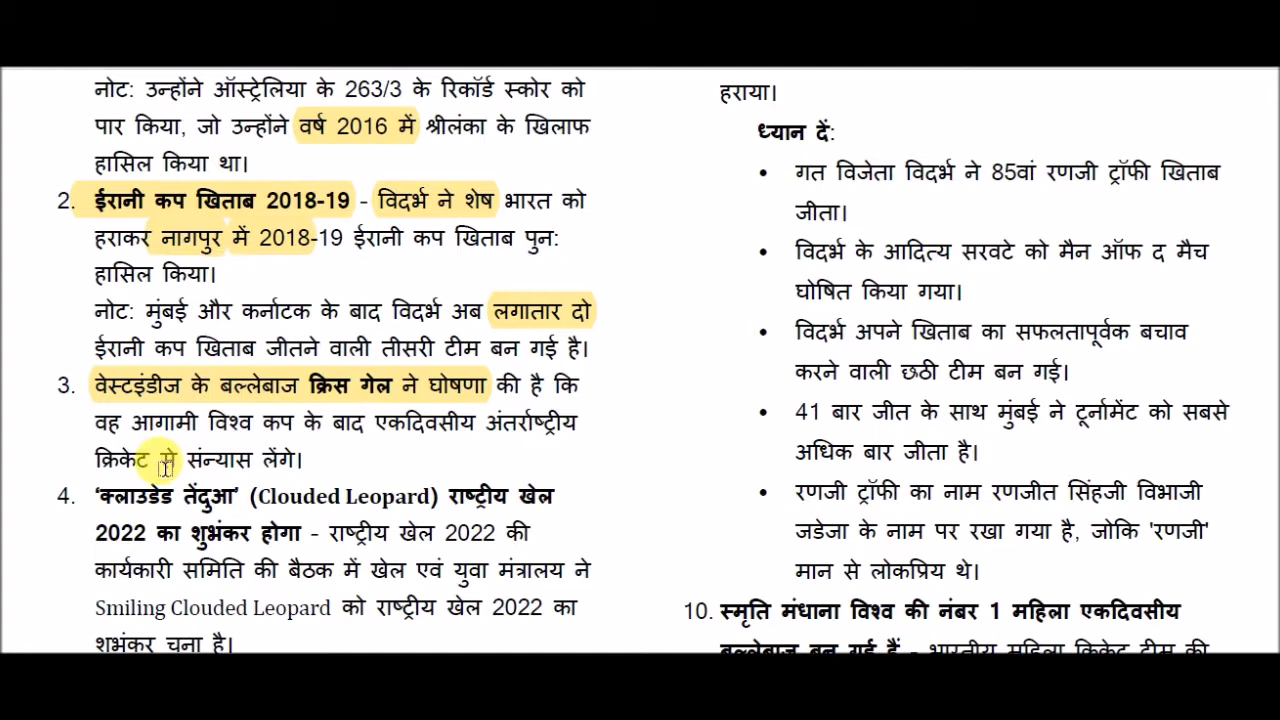 नोट: उन्होंने ऑस्ट्रेलिया के 263/3 के रिकॉर्ड स्कोर को
पार किया, जो उन्होंने वर्ष 2016 में श्रीलंका के खिलाफ
हासिल किया था।
2. ईरानी कप खिताब 2018-19 - विदर्भ ने शेष भारत को
हराकर नागपुर में 2018-19 ईरानी कप खिताब पुन:
हासिल किया।
नोट: मुंबई और कर्नाटक के बाद विदर्भ अब लगातार दो
ईरानी कप खिताब जीतने वाली तीसरी टीम बन गई है।
3. वेस्टइंडीज के बल्लेबाज क्रिस गेल ने घोषणा की है कि
वह आगामी विश्व कप के बाद एकदिवसीय अंतर्राष्ट्रीय
क्रिकेट से संन्यास लेंगे।
4. ‘क्लाउडेड तेंदुआ’ (Clouded Leopard) राष्ट्रीय खेल
2022 का शुभंकर होगा - राष्ट्रीय खेल 2022 की
कार्यकारी समिति की बैठक में खेल एवं युवा मंत्रालय ने
Smiling Clouded Leopard को राष्ट्रीय खेल 2022 का
शुभंकर चुना है।
हराया।
ध्यान दें:
• गत विजेता विदर्भ ने 85वां रणजी ट्रॉफी खिताब
जीता।
• विदर्भ के आदित्य सरवटे को मैन ऑफ द मैच
घोषित किया गया।
• विदर्भ अपने खिताब का सफलतापूर्वक बचाव
करने वाली छठी टीम बन गई।
• 41 बार जीत के साथ मुंबई ने टूर्नामेंट को सबसे
अधिक बार जीता है।
• रणजी ट्रॉफी का नाम रणजीत सिंहजी विभाजी
जडेजा के नाम पर रखा गया है, जोकि 'रणजी'
मान से लोकप्रिय थे।
10. स्मृति मंधाना विश्व की नंबर 1 महिला एकदिवसीय
बल्लेबाज बन गई हैं - भारतीय महिला क्रिकेट टीम की